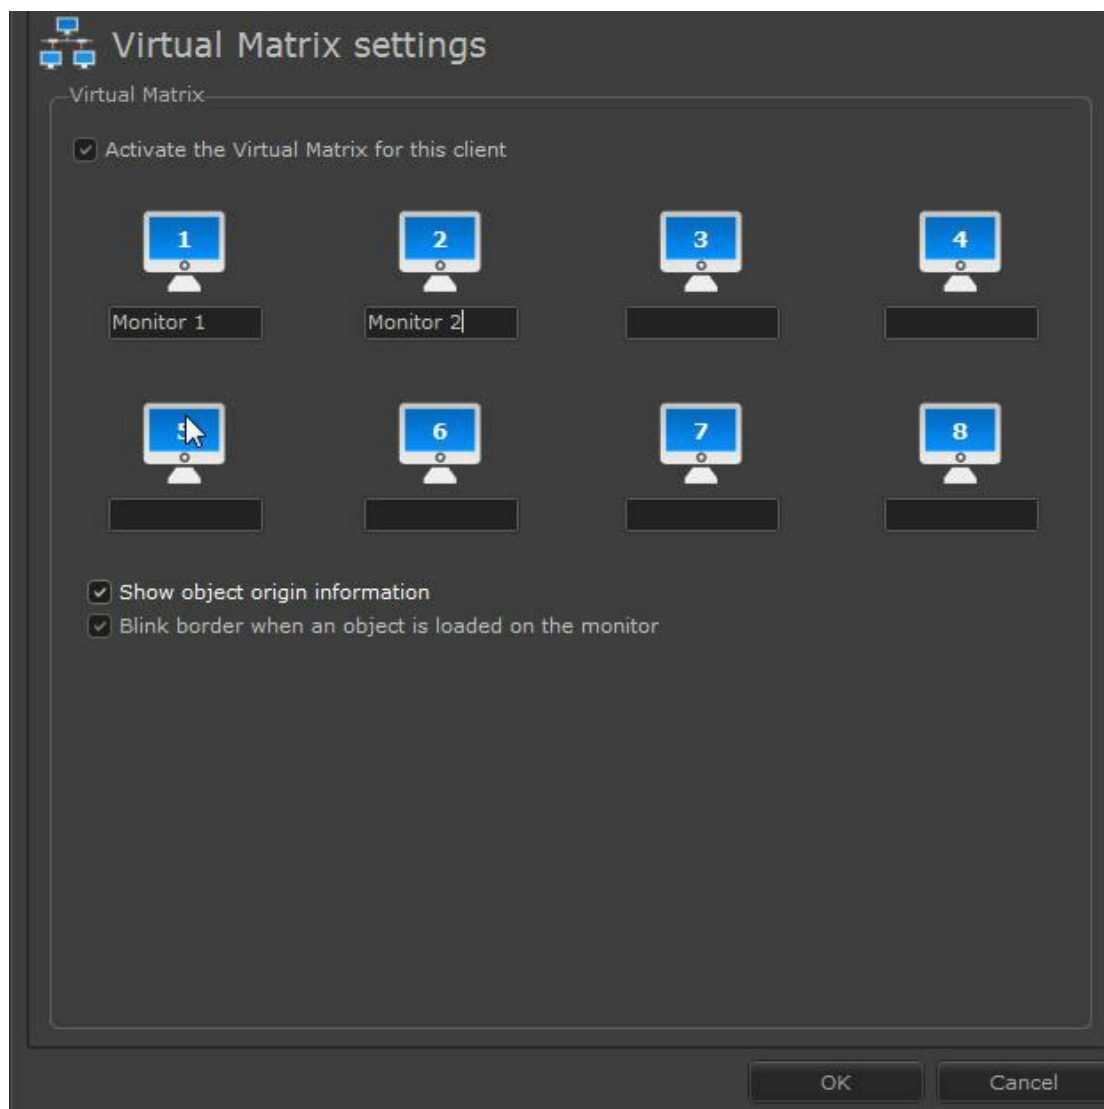 Virtual Matrix settings
Virtual Matrix
Activate the Virtual Matrix for this client
1 2 3 4
Monitor 1 Monitor 2
5 6 7 8
Show object origin information
Blink border when an object is loaded on the monitor
OK Cancel